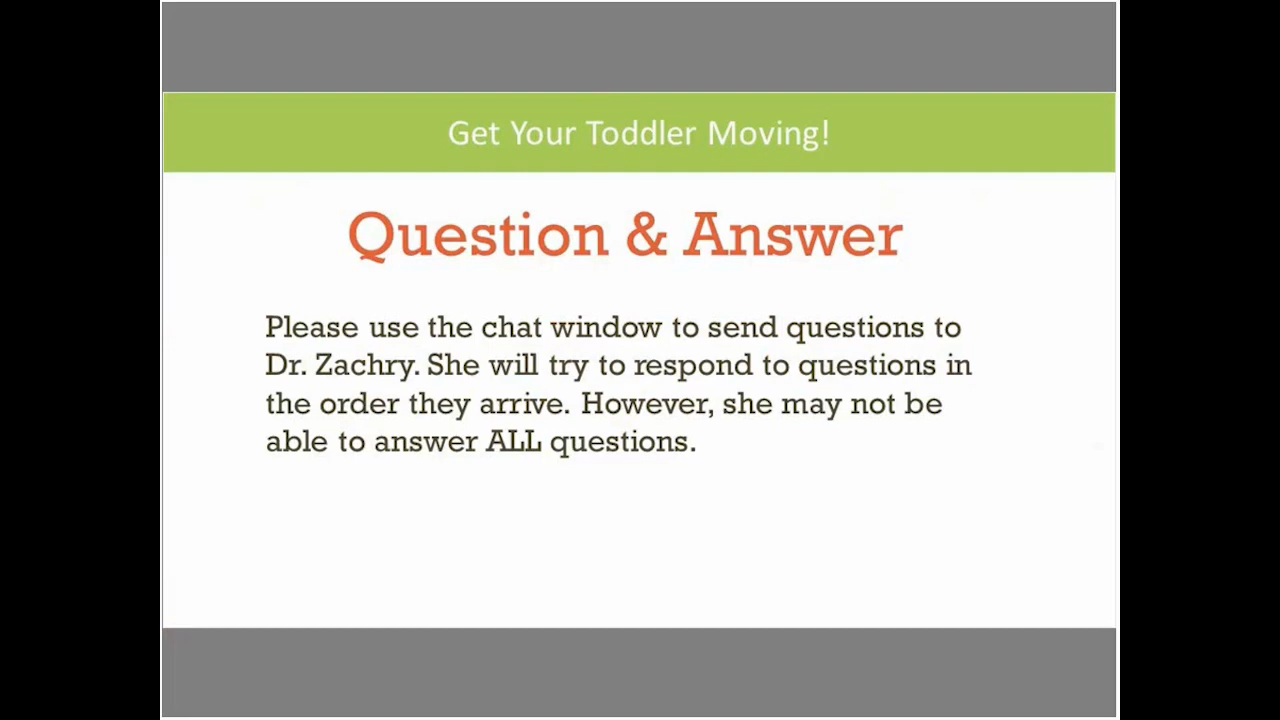 Get Your Toddler Moving!
Question & Answer
Please use the chat window to send questions to
Dr. Zachry. She will try to respond to questions in
the order they arrive. However, she may not be
able to answer ALL questions.